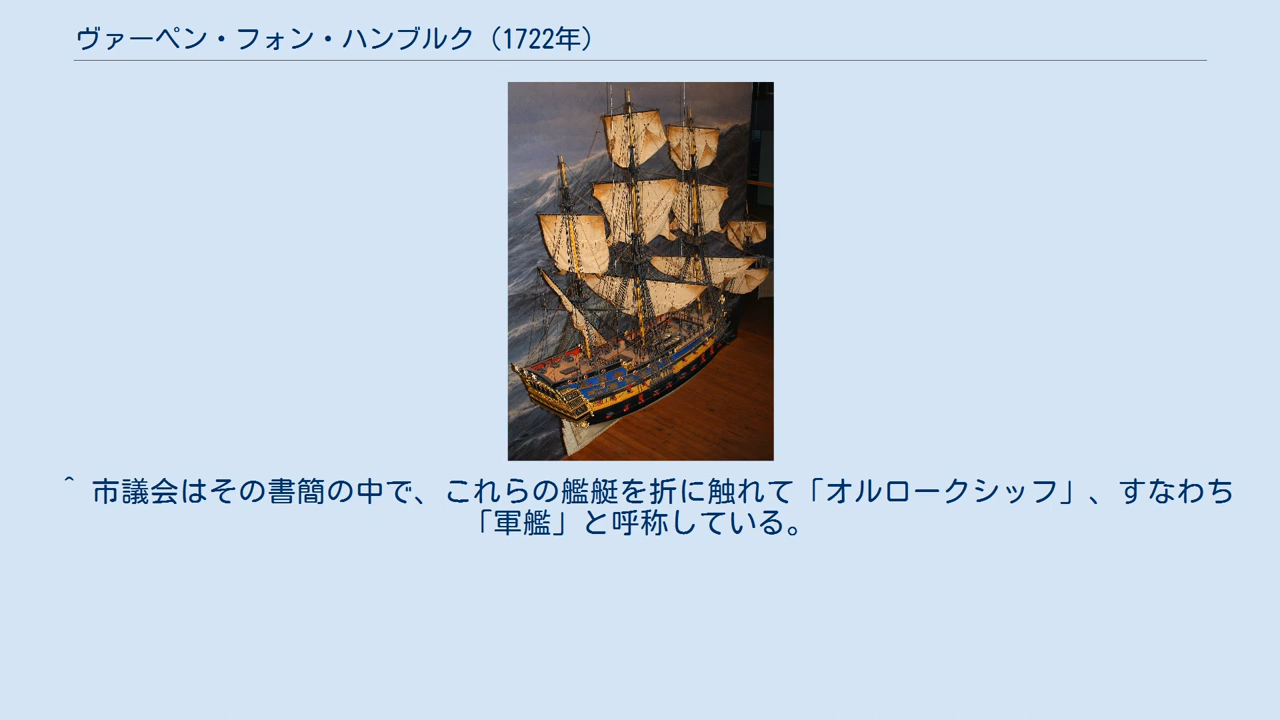 ヴァーペン・フォン・ハンブルク（1722年）
^ 市議会はその書簡の中で、これらの艦艇を折に触れて「オルロークシッフ」、すなわち
「軍艦」と呼称している。